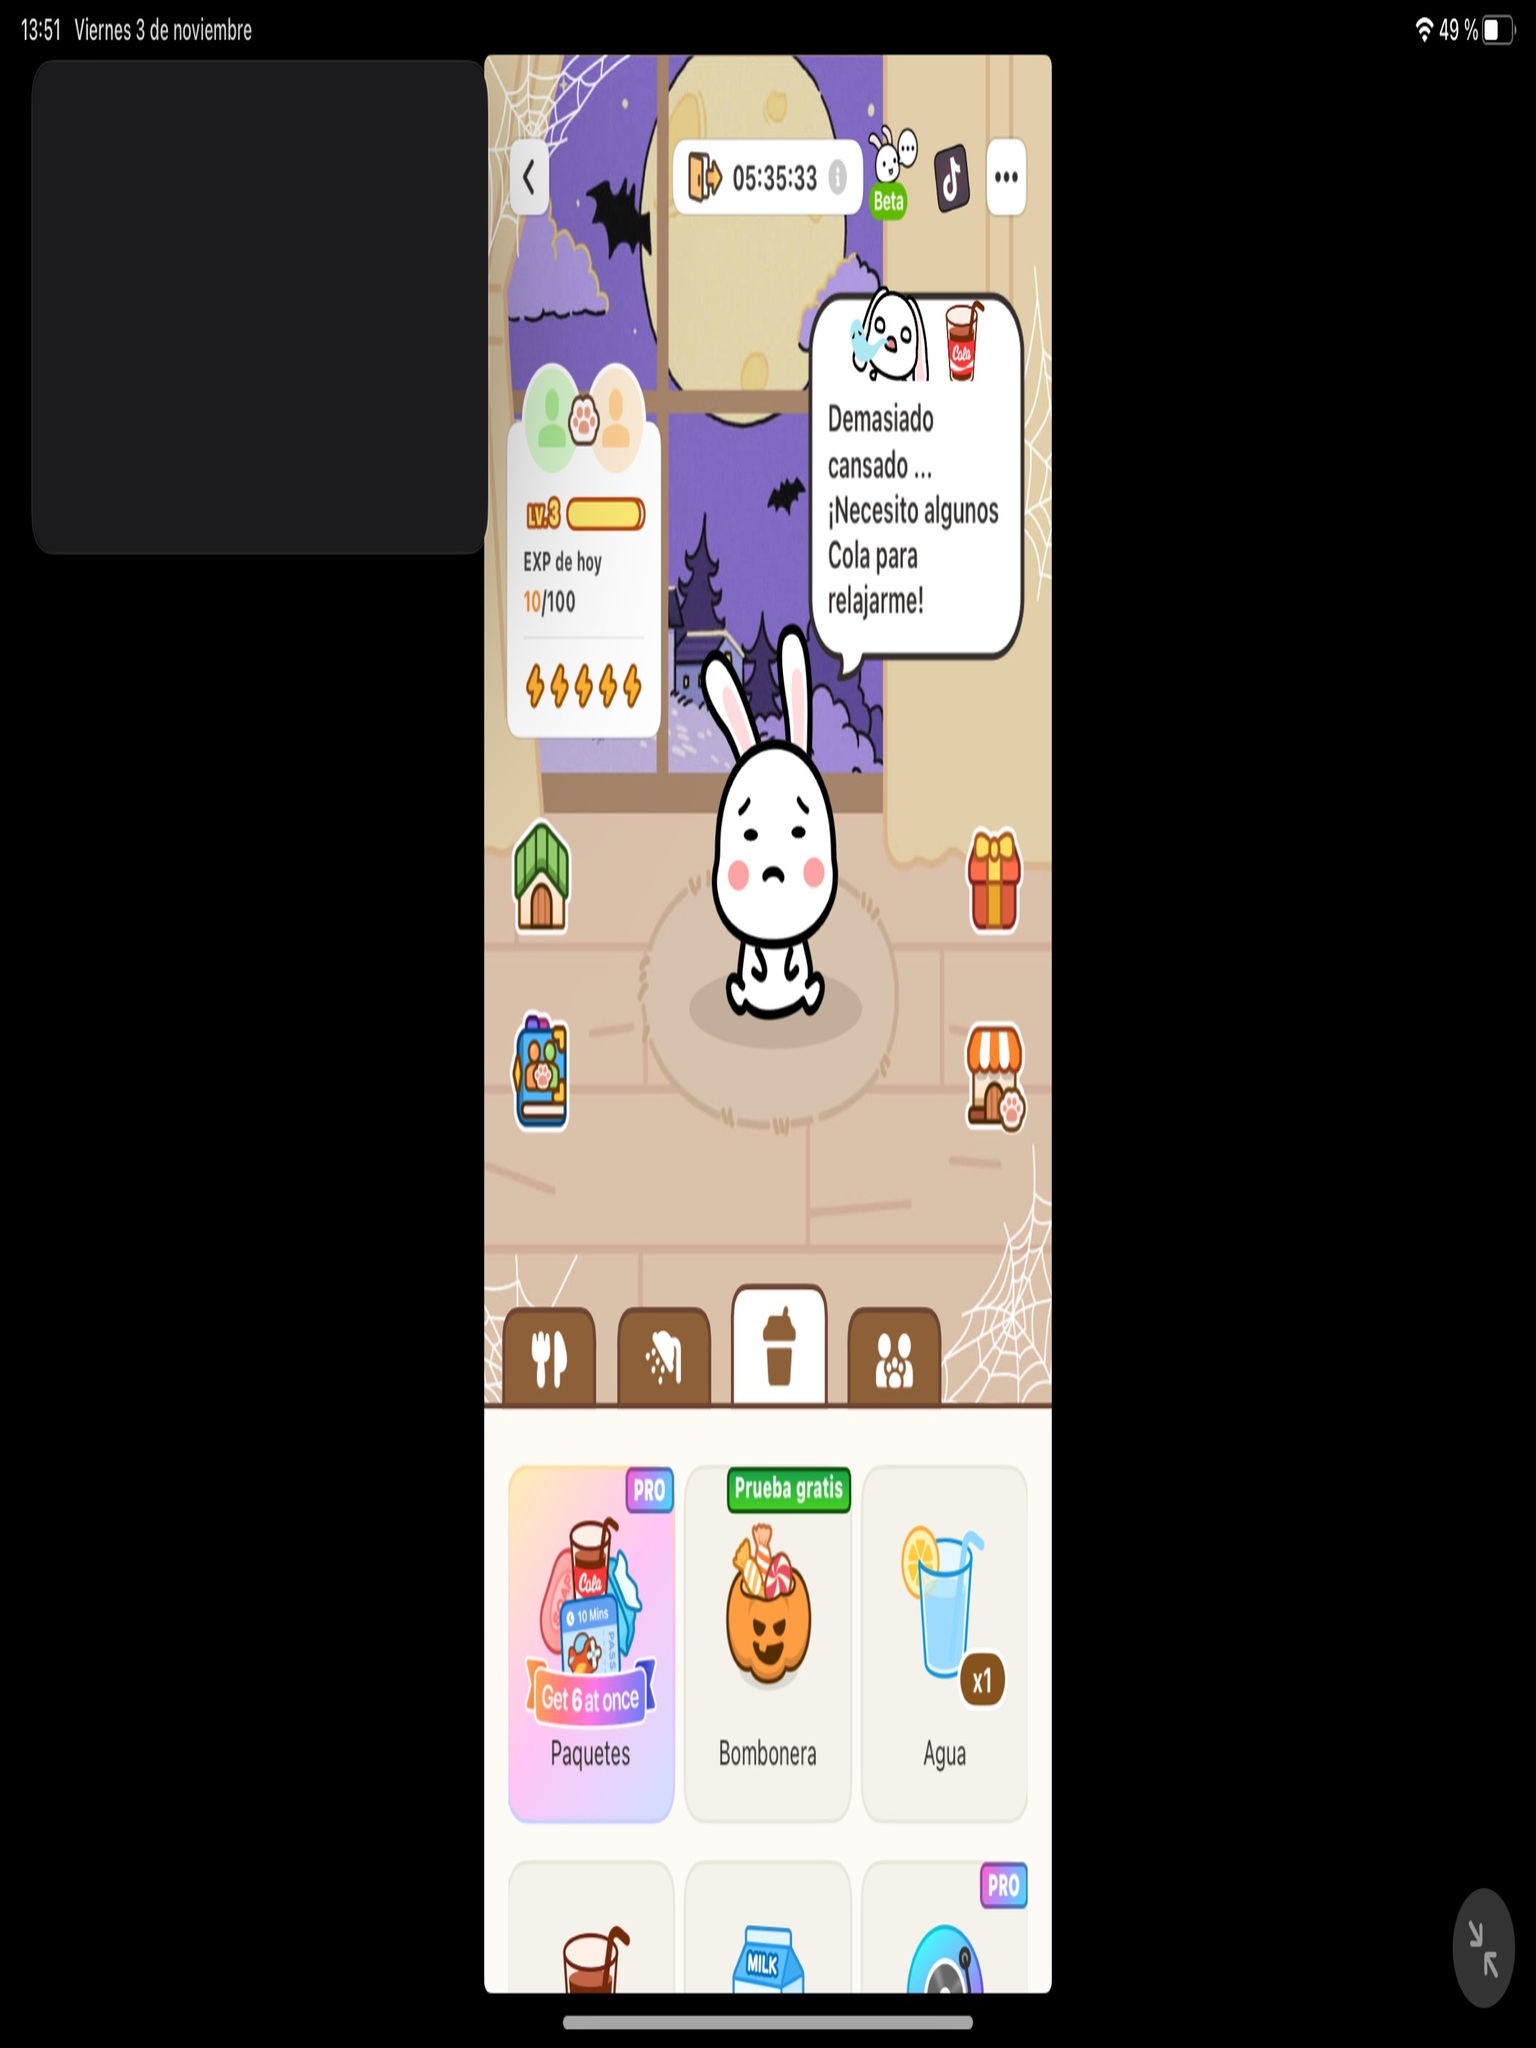 13:51 Viernes 3 de noviembre
49 %
05:35:33
Beta
Cola
Demasiado
cansado ...
¡Necesito algunos
Cola para
relajarme!
LV.3
EXP de hoy
10/100
PRO
Prueba gratis
Cola
SOAP
10 Mins
PASS
Get 6 at once
x1
Paquetes
Bombonera
Agua
PRO
MILK